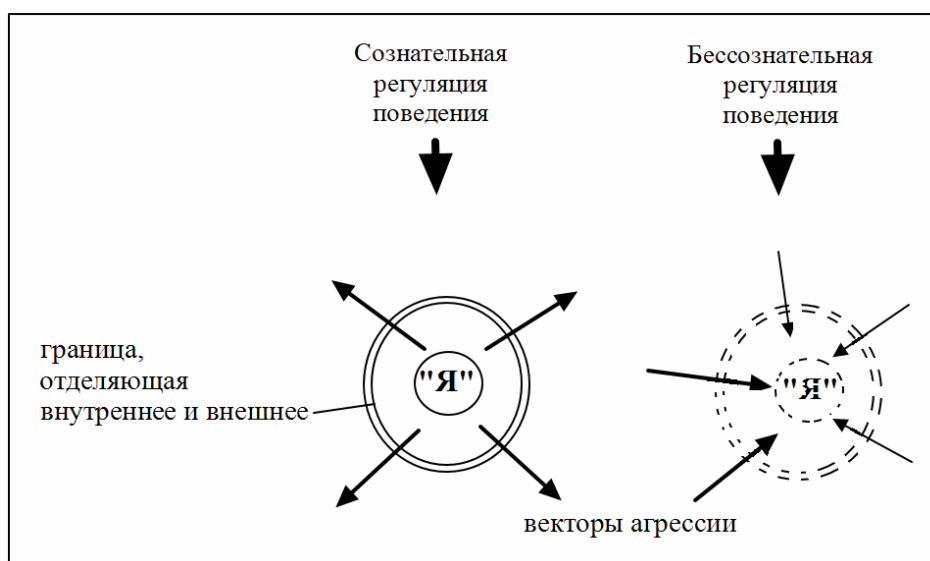 Сознательная
регуляция
поведения
Бессознательная
регуляция
поведения
граница,
отделяющая
внутреннее и внешнее
"Я"
"Я"
векторы агрессии